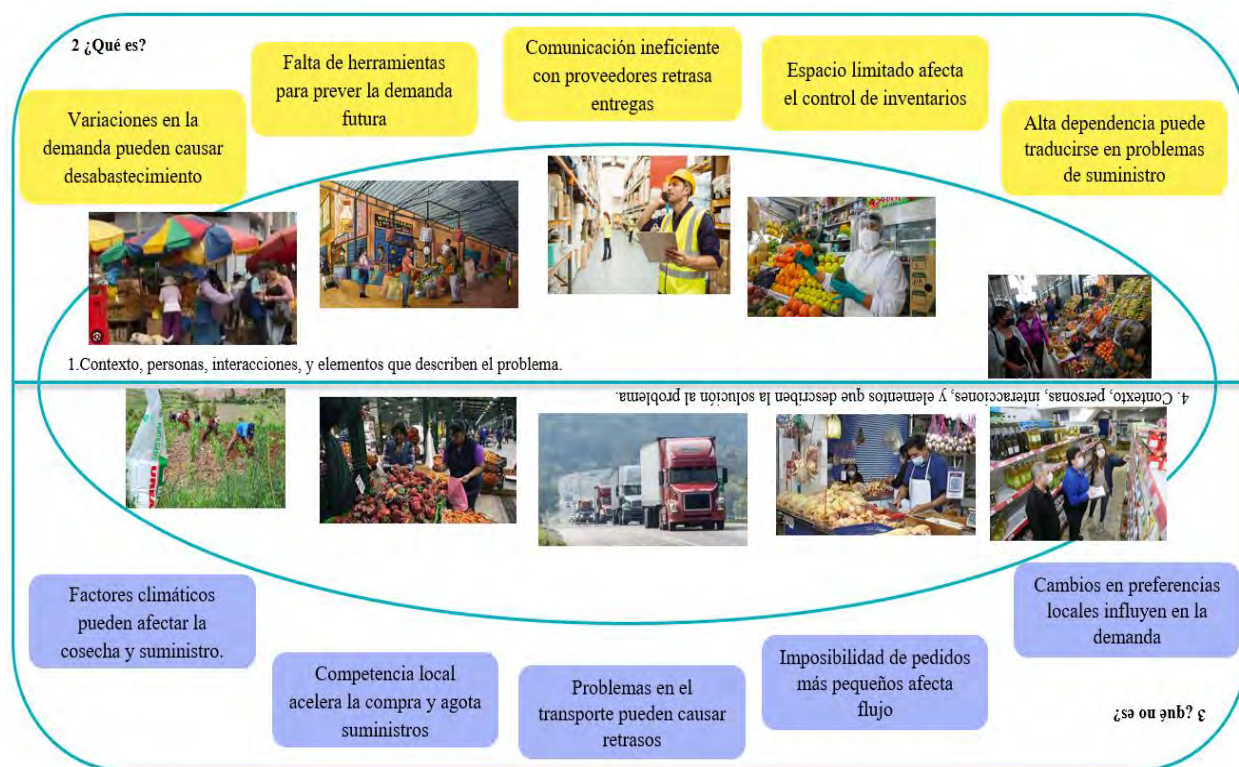 2 ¿Qué es?
Variaciones en la
demanda pueden causar
desabastecimiento
Falta de herramientas
para prever la demanda
futura
Comunicación ineficiente
con proveedores retrasa
entregas
Espacio limitado afecta
el control de inventarios
Alta dependencia puede
traducirse en problemas
de suministro
1.Contexto, personas, interacciones, y elementos que describen el problema.
4. Contexto, personas, interacciones, y elementos que describen la solución al problema.
Factores climáticos
pueden afectar la
cosecha y suministro.
Competencia local
acelera la compra y agota
suministros
Problemas en el
transporte pueden causar
retrasos
Imposibilidad de pedidos
más pequeños afecta
flujo
Cambios en preferencias
locales influyen en la
demanda
3 ¿qué no es?